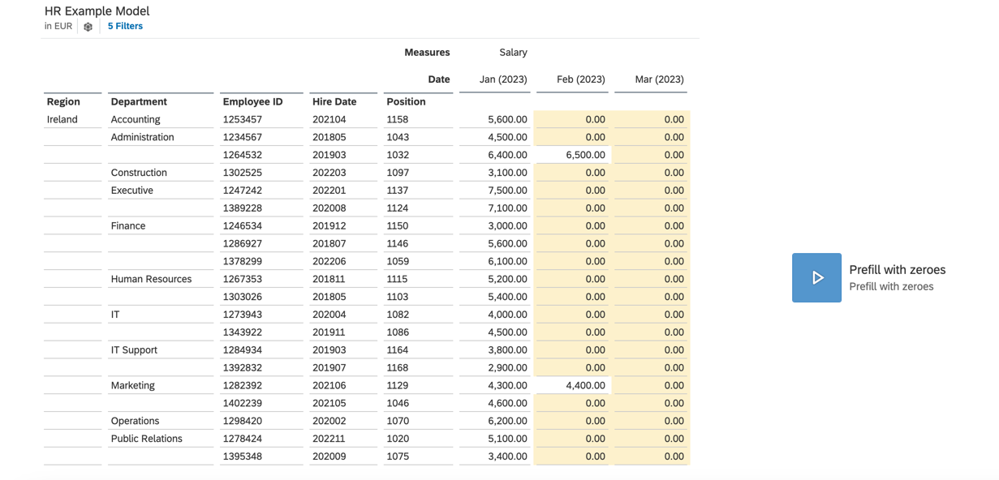 HR Example Model
in EUR 5 Filters
Measures Salary
Date Jan (2023) Feb (2023) Mar (2023)
Region Department Employee ID Hire Date Position
Ireland Accounting 1253457 202104 1158 5,600.00 0.00 0.00
Administration 1234567 201805 1043 4,500.00 0.00 0.00
1264532 201903 1032 6,400.00 6,500.00 0.00
Construction 1302525 202203 1097 3,100.00 0.00 0.00
Executive 1247242 202201 1137 7,500.00 0.00 0.00
1389228 202008 1124 7,100.00 0.00 0.00
Finance 1246534 201912 1150 3,000.00 0.00 0.00
1286927 201807 1146 5,600.00 0.00 0.00
1378299 202206 1059 6,100.00 0.00 0.00
Human Resources 1267353 201811 1115 5,200.00 0.00 0.00
1303026 201805 1103 5,400.00 0.00 0.00
IT 1273943 202004 1082 4,000.00 0.00 0.00
1343922 201911 1086 4,500.00 0.00 0.00
IT Support 1284934 201903 1164 3,800.00 0.00 0.00
1392832 201907 1168 2,900.00 0.00 0.00
Marketing 1282392 202106 1129 4,300.00 4,400.00 0.00
1402239 202105 1046 4,600.00 0.00 0.00
Operations 1298420 202002 1070 6,200.00 0.00 0.00
Public Relations 1278424 202211 1020 5,100.00 0.00 0.00
1395348 202009 1075 3,400.00 0.00 0.00
Prefill with zeroes
Prefill with zeroes